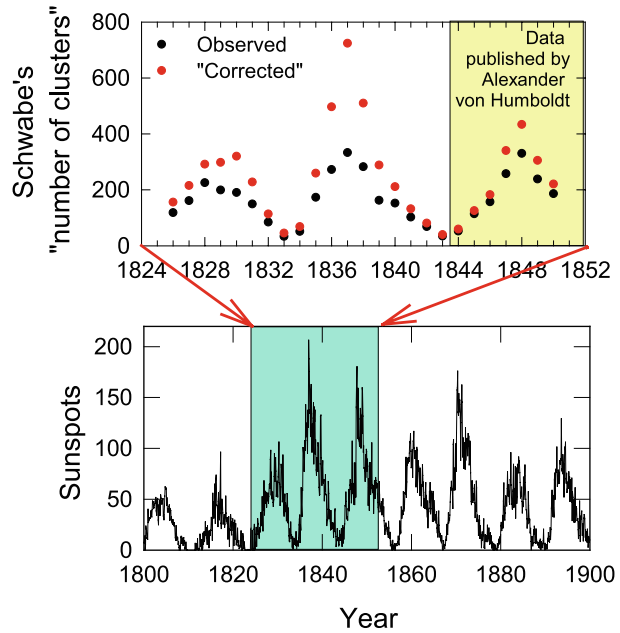 800
600
400
200
0
Schwabe's
"number of clusters"
Observed
"Corrected"
Data
published by
Alexander
von Humboldt
1824 1828 1832 1836 1840 1844 1848 1852
200
150
100
50
0
Sunspots
1800 1820 1840 1860 1880 1900
Year